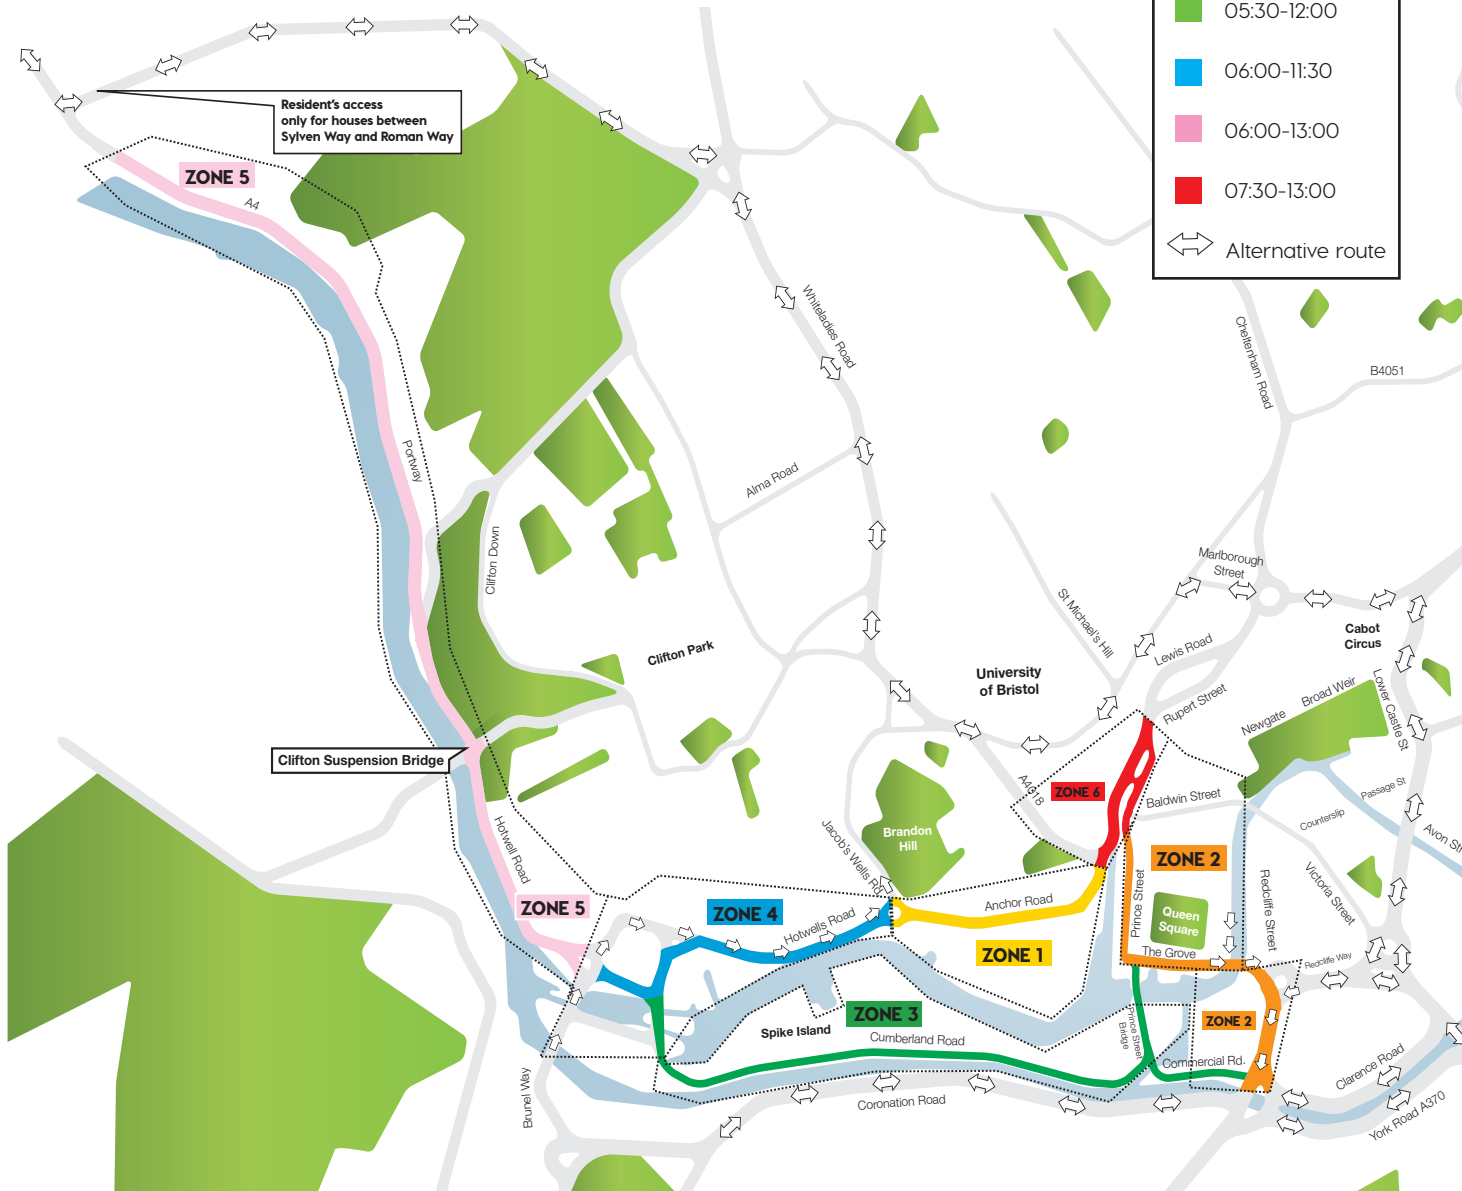 05:30-12:00
06:00-11:30
06:00-13:00
07:30-13:00
Alternative route
Resident's access
only for houses between
Sylven Way and Roman Way
ZONE 5
A4
Whiteladies Road
Cheltenham Road
B4051
Portway
Alma Road
Clifton Down
Marlborough
Street
St Michael's Hill
Lewis Road
Cabot
Circus
Clifton Park
University
of Bristol
Rupert Street
Newgate
Broad Weir
Lower Castle St
Clifton Suspension Bridge
A4018
ZONE 6
Baldwin Street
Passage St
Counterslip
Avon St
Hotwell Road
Jacob's Wells Rd
Brandon
Hill
ZONE 2
Victoria Street
Redcliffe Street
Prince Street
Queen
Square
ZONE 5
ZONE 4
Hotwells Road
Anchor Road
ZONE 1
The Grove
Redcliffe Way
ZONE 3
Spike Island
Cumberland Road
Prince Street
Bridge
ZONE 2
Commercial Rd.
Clarence Road
Brunel Way
Coronation Road
York Road A370